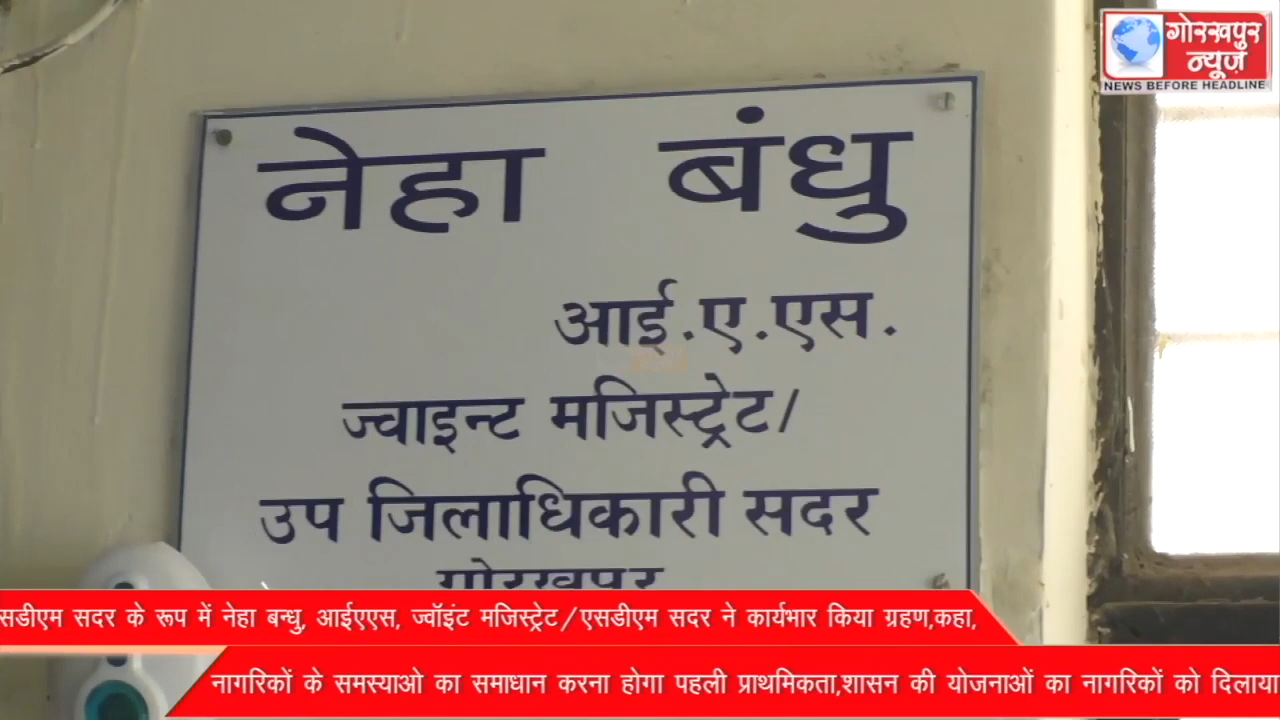 गोरखपुर
न्यूज़
NEWS BEFORE HEADLINE
नेहा बंधु
आई.ए.एस.
ज्वाइन्ट मजिस्ट्रेट/
उप जिलाधिकारी सदर
गोरखपुर
सडीएम सदर के रूप में नेहा बन्धु, आईएएस, ज्वॉइंट मजिस्ट्रेट/एसडीएम सदर ने कार्यभार किया ग्रहण,कहा,
नागरिकों के समस्याओ का समाधान करना होगा पहली प्राथमिकता,शासन की योजनाओं का नागरिकों को दिलाया